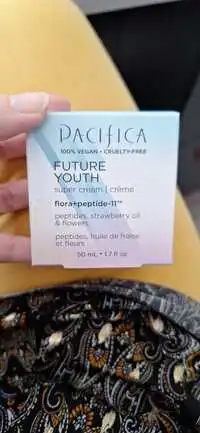 PACIFICA
100% VEGAN • CRUELTY-FREE
FUTURE
YOUTH
super cream | crème
flora+peptide-11™
peptides, strawberry oil
& flowers
peptides, huile de fraise
et fleurs
50 mL • 1.7 fl oz